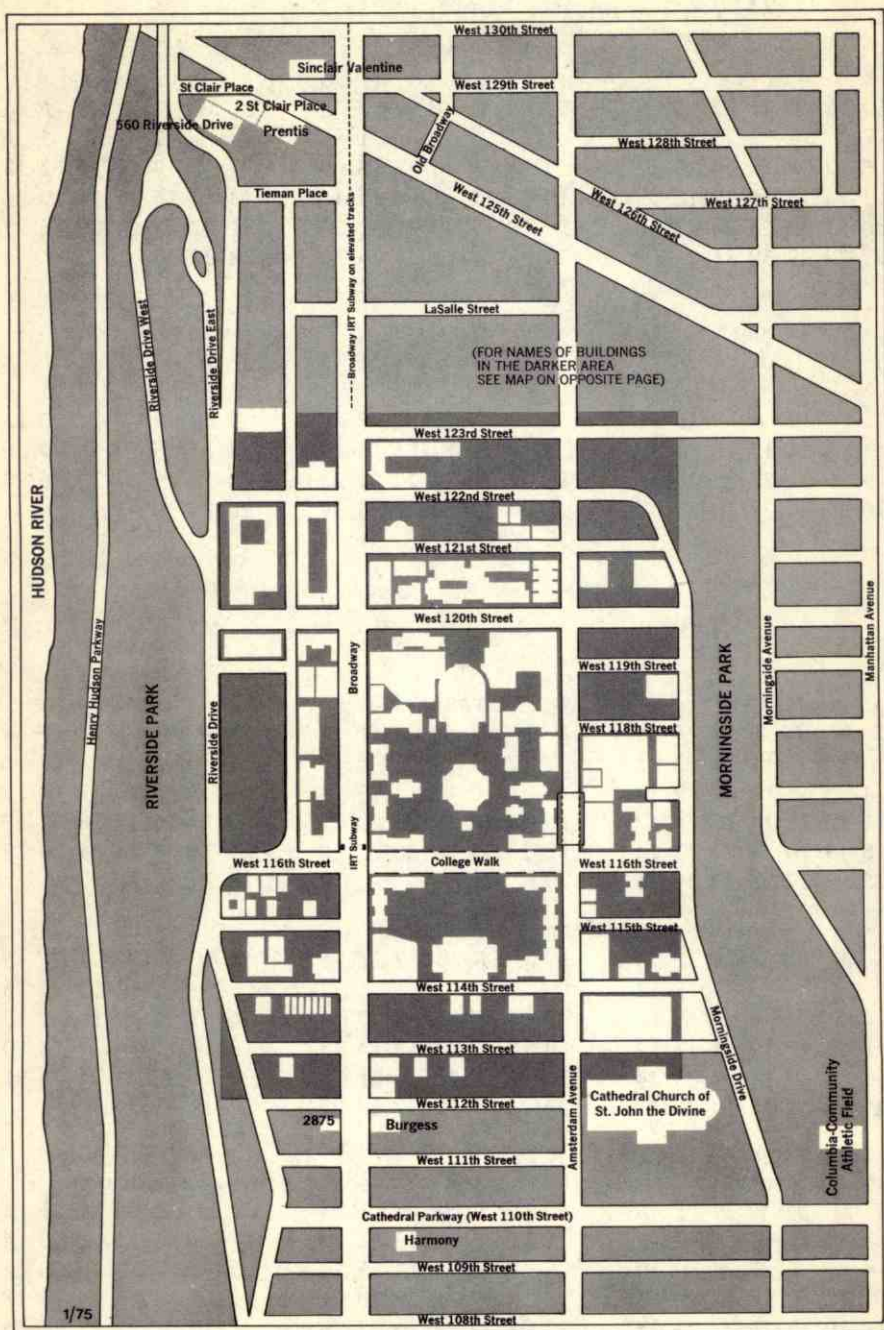 West 130th Street
Sinclair Valentine
West 129th Street
St Clair Place
2 St Clair Place
560 Riverside Drive
Prentis
Old Broadway
West 128th Street
Tieman Place
West 125th Street
West 126th Street
West 127th Street
Broadway IRT Subway on elevated tracks
Riverside Drive West
Riverside Drive East
LaSalle Street
(FOR NAMES OF BUILDINGS
IN THE DARKER AREA
SEE MAP ON OPPOSITE PAGE)
West 123rd Street
West 122nd Street
HUDSON RIVER
West 121st Street
West 120th Street
Henry Hudson Parkway
RIVERSIDE PARK
Riverside Drive
Broadway
West 119th Street
MORNINGSIDE PARK
Morningside Avenue
Manhattan Avenue
West 118th Street
IRT Subway
West 116th Street
College Walk
West 116th Street
West 115th Street
West 114th Street
Morningside Drive
West 113th Street
Amsterdam Avenue
Cathedral Church of
St. John the Divine
West 112th Street
2875
Burgess
Columbia-Community
Athletic Field
West 111th Street
Cathedral Parkway (West 110th Street)
Harmony
West 109th Street
1/75
West 108th Street